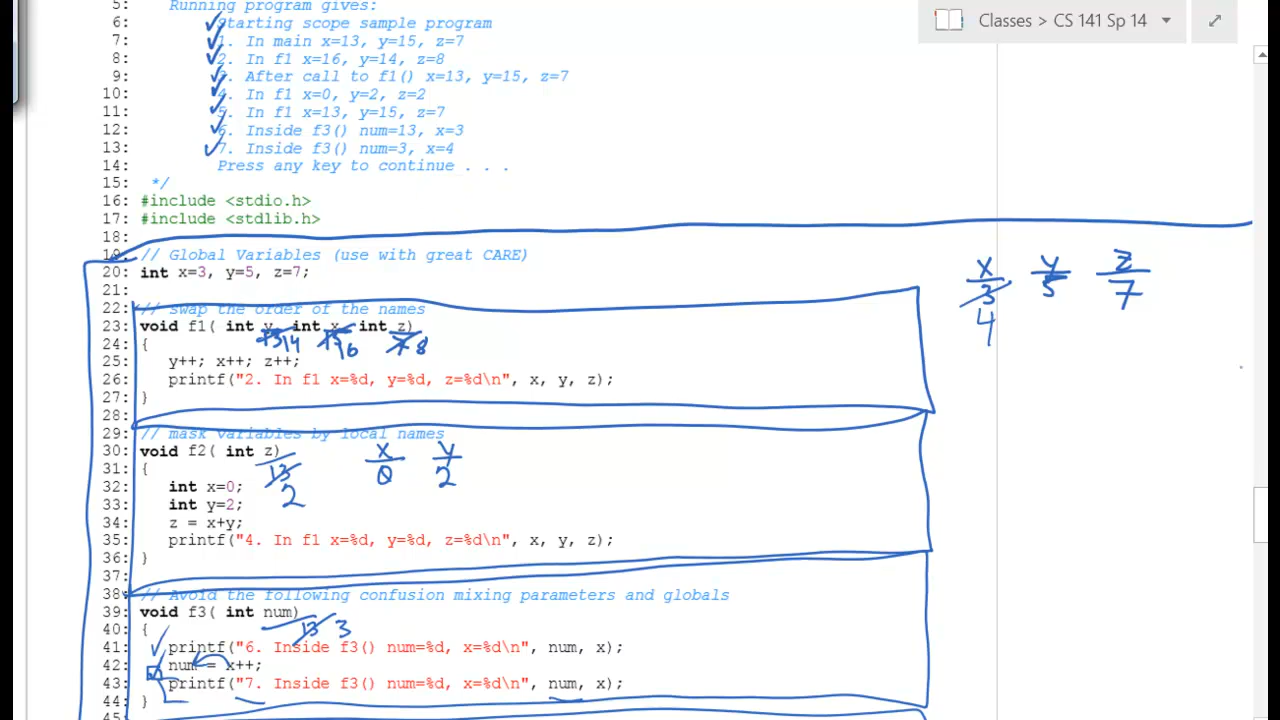 Classes > CS 141 Sp 14
5: Running program gives:
6: Starting scope sample program
7: 1. In main x=13, y=15, z=7
8: 2. In f1 x=16, y=14, z=8
9: 3. After call to f1() x=13, y=15, z=7
10: 4. In f1 x=0, y=2, z=2
11: 5. In f1 x=13, y=15, z=7
12: 6. Inside f3() num=13, x=3
13: 7. Inside f3() num=3, x=4
14: Press any key to continue . . .
15: */
16: #include <stdio.h>
17: #include <stdlib.h>
18:
19: // Global Variables (use with great CARE)
20: int x=3, y=5, z=7;
x y z
3 5 7
4
21:
22: // swap the order of the names
23: void f1( int y, int x, int z)
13 14 15 16 7 8
24: {
25: y++; x++; z++;
26: printf("2. In f1 x=%d, y=%d, z=%d\n", x, y, z);
27: }
28:
29: // mask variables by local names
30: void f2( int z)
x y
13 0 2
2
31: {
32: int x=0;
33: int y=2;
34: z = x+y;
35: printf("4. In f1 x=%d, y=%d, z=%d\n", x, y, z);
36: }
37:
38: // Avoid the following confusion mixing parameters and globals
39: void f3( int num)
13 3
40: {
41: printf("6. Inside f3() num=%d, x=%d\n", num, x);
42: num = x++;
43: printf("7. Inside f3() num=%d, x=%d\n", num, x);
44: }
45: